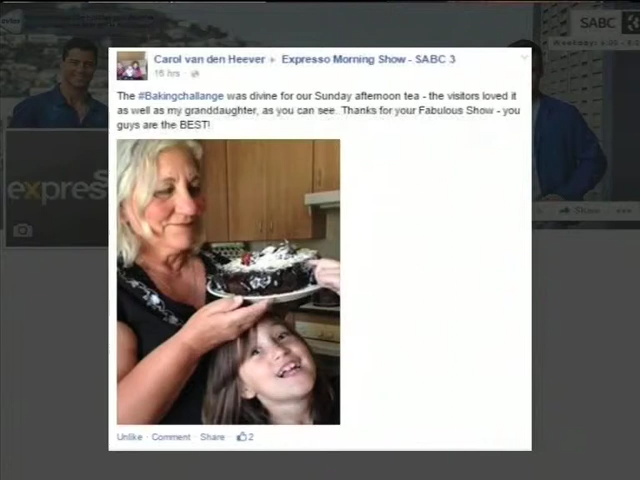 SABC
Weekday
Carol van den Heever ▸ Expresso Morning Show - SABC 3
16 hrs ·
The #Bakingchallange was divine for our Sunday afternoon tea - the visitors loved it
as well as my granddaughter, as you can see. Thanks for your Fabulous Show - you
guys are the BEST!
expres
Share
Unlike · Comment · Share · 2